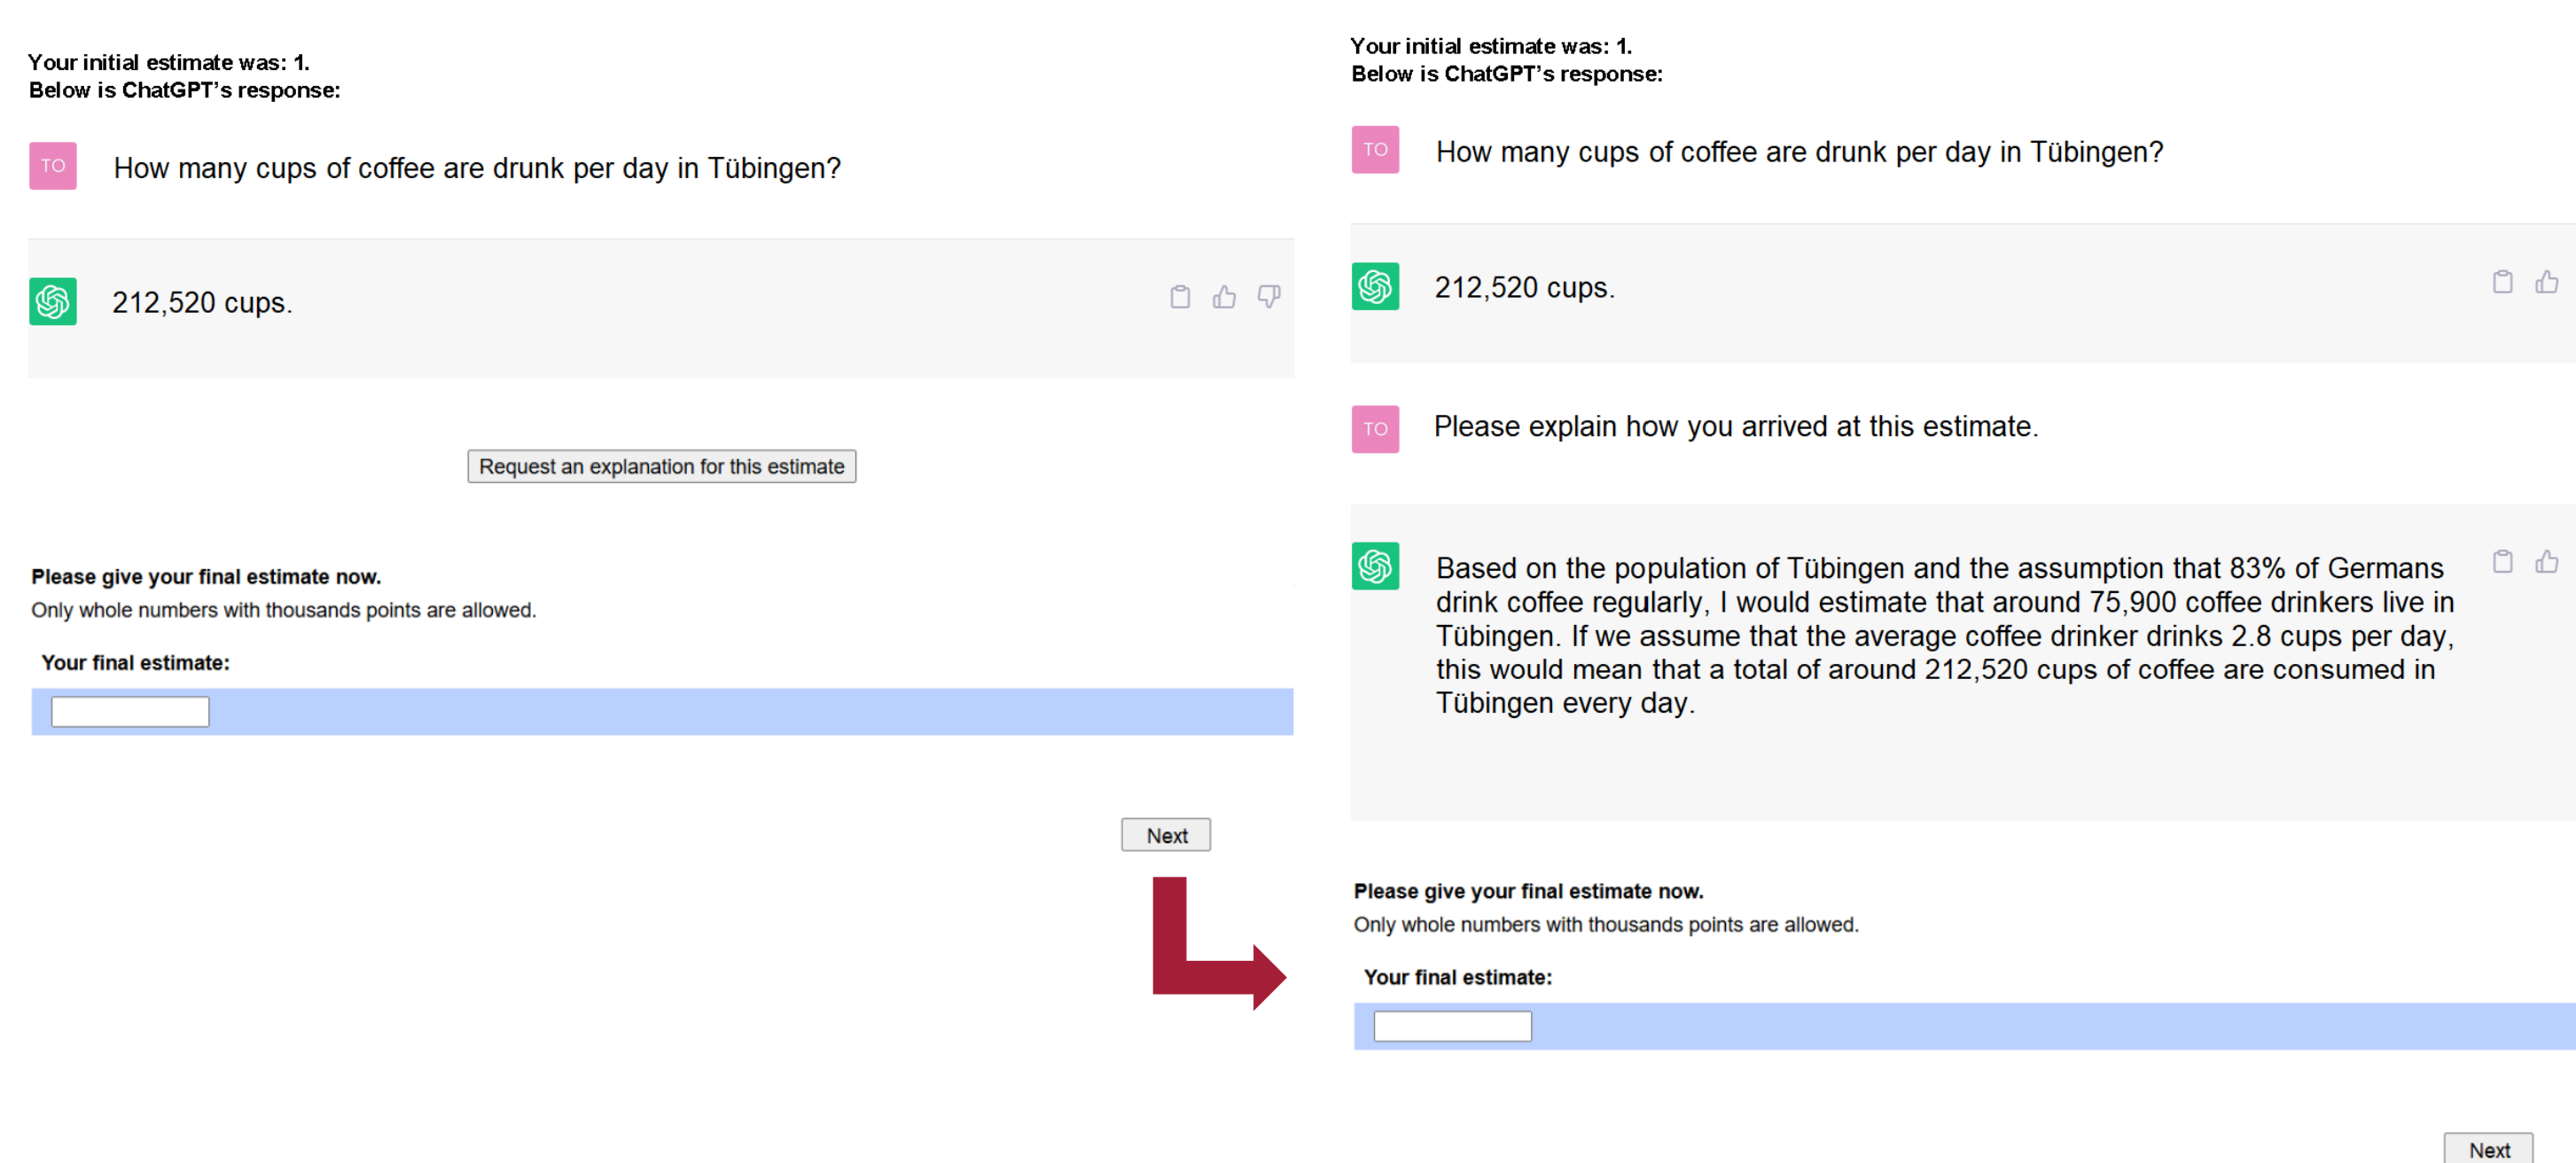 Your initial estimate was: 1.
Below is ChatGPT's response:
TO
How many cups of coffee are drunk per day in Tübingen?
212,520 cups.
Request an explanation for this estimate
Please give your final estimate now.
Only whole numbers with thousands points are allowed.
Your final estimate:
Next
Your initial estimate was: 1.
Below is ChatGPT's response:
TO
How many cups of coffee are drunk per day in Tübingen?
212,520 cups.
TO
Please explain how you arrived at this estimate.
Based on the population of Tübingen and the assumption that 83% of Germans
drink coffee regularly, I would estimate that around 75,900 coffee drinkers live in
Tübingen. If we assume that the average coffee drinker drinks 2.8 cups per day,
this would mean that a total of around 212,520 cups of coffee are consumed in
Tübingen every day.
Please give your final estimate now.
Only whole numbers with thousands points are allowed.
Your final estimate:
Next